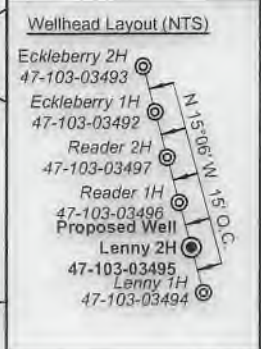 Wellhead Layout (NTS)
Eckleberry 2H
47-103-03493
Eckleberry 1H
47-103-03492
Reader 2H
47-103-03497
Reader 1H
47-103-03496
Proposed Well
Lenny 2H
47-103-03495
Lenny 1H
47-103-03494
N 15°06' W 15' O.C.